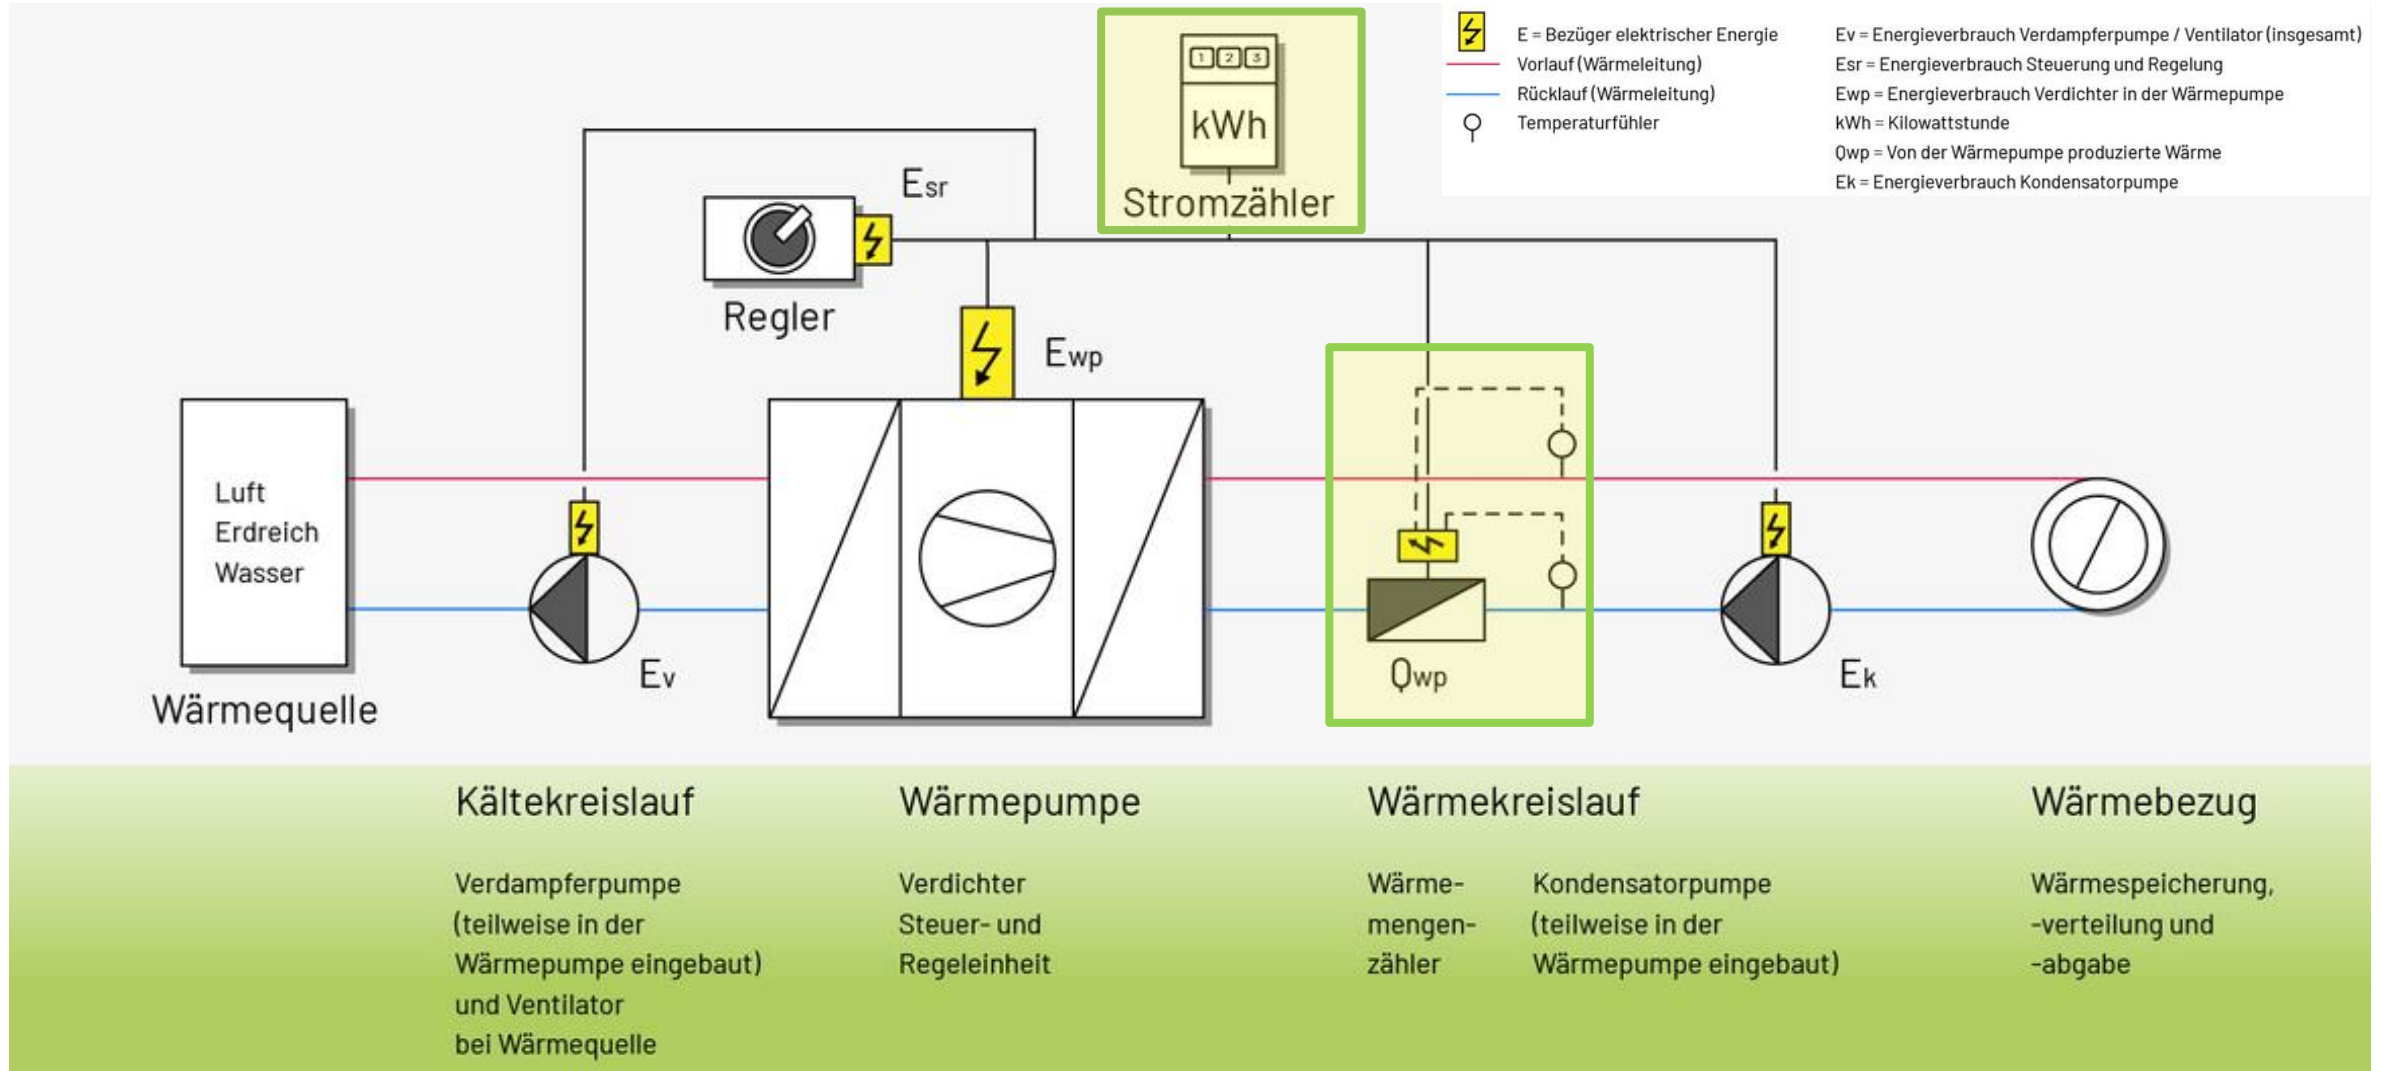 1 2 3
kWh
Stromzähler
E = Bezüger elektrischer Energie
Vorlauf (Wärmeleitung)
Rücklauf (Wärmeleitung)
Temperaturfühler
Ev = Energieverbrauch Verdampferpumpe / Ventilator (insgesamt)
Esr = Energieverbrauch Steuerung und Regelung
Ewp = Energieverbrauch Verdichter in der Wärmepumpe
kWh = Kilowattstunde
Qwp = Von der Wärmepumpe produzierte Wärme
Ek = Energieverbrauch Kondensatorpumpe
Esr
Regler
Ewp
Luft
Erdreich
Wasser
Wärmequelle
Ev
Qwp
Ek
Kältekreislauf
Verdampferpumpe
(teilweise in der
Wärmepumpe eingebaut)
und Ventilator
bei Wärmequelle
Wärmepumpe
Verdichter
Steuer- und
Regeleinheit
Wärmekreislauf
Wärme-
mengen-
zähler
Kondensatorpumpe
(teilweise in der
Wärmepumpe eingebaut)
Wärmebezug
Wärmespeicherung,
-verteilung und
-abgabe